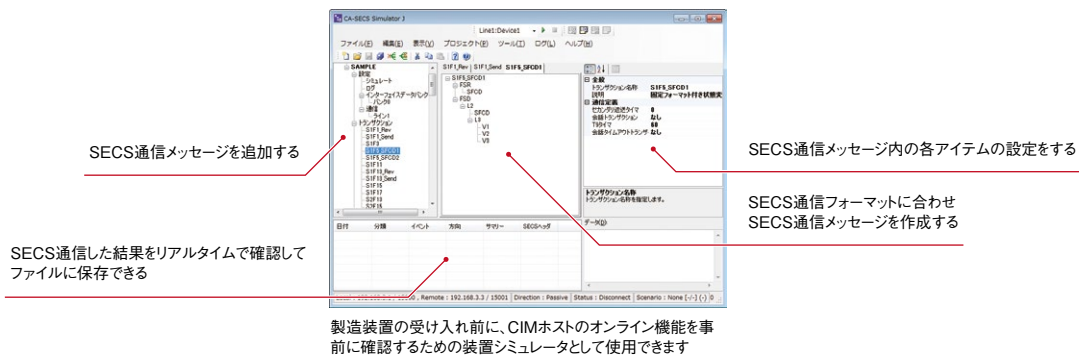 CA-SECS Simulator J
Line1:Device1
ファイル(F) 編集(E) 表示(V) プロジェクト(P) ツール(T) ログ(L) ヘルプ(H)
SAMPLE
設定
シミュレート
ログ
インターフェイスデータバンク
バンク0
通信
ライン1
トランザクション
S1F1_Rev
S1F1_Send
S1F3
S1F5_SFCD1
S1F5_SFCD2
S1F11
S1F13_Rev
S1F13_Send
S1F15
S1F17
S2F13
S2F15
S1F1_Rev S1F1_Send S1F5_SFCD1
S1F5_SFCD1
FSR
SFCD
FSD
L2
SFCD
L3
V1
V2
V3
全般
トランザクション名称 S1F5_SFCD1
説明 固定フォーマット付き状態変
通信定義
セカンダリ遅延タイマ 0
会話トランザクション なし
T9タイマ 60
会話タイムアウトトランザ なし
トランザクション名称
トランザクション名称を指定します。
日付 分類 イベント 方向 サマリー SECSヘッダ
データ(D)
Remote : 192.168.3.3 / 15001 Direction : Passive Status : Disconnect Scenario : None [-/-] (-) 0
SECS通信メッセージを追加する
SECS通信した結果をリアルタイムで確認して
ファイルに保存できる
SECS通信メッセージ内の各アイテムの設定をする
SECS通信フォーマットに合わせ
SECS通信メッセージを作成する
製造装置の受け入れ前に、CIMホストのオンライン機能を事
前に確認するための装置シミュレータとして使用できます